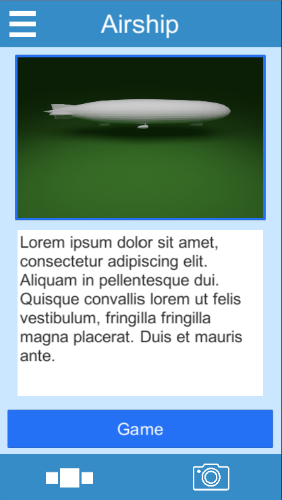 Airship
Lorem ipsum dolor sit amet,
consectetur adipiscing elit.
Aliquam in pellentesque dui.
Quisque convallis lorem ut felis
vestibulum, fringilla fringilla
magna placerat. Duis et mauris
ante.
Game